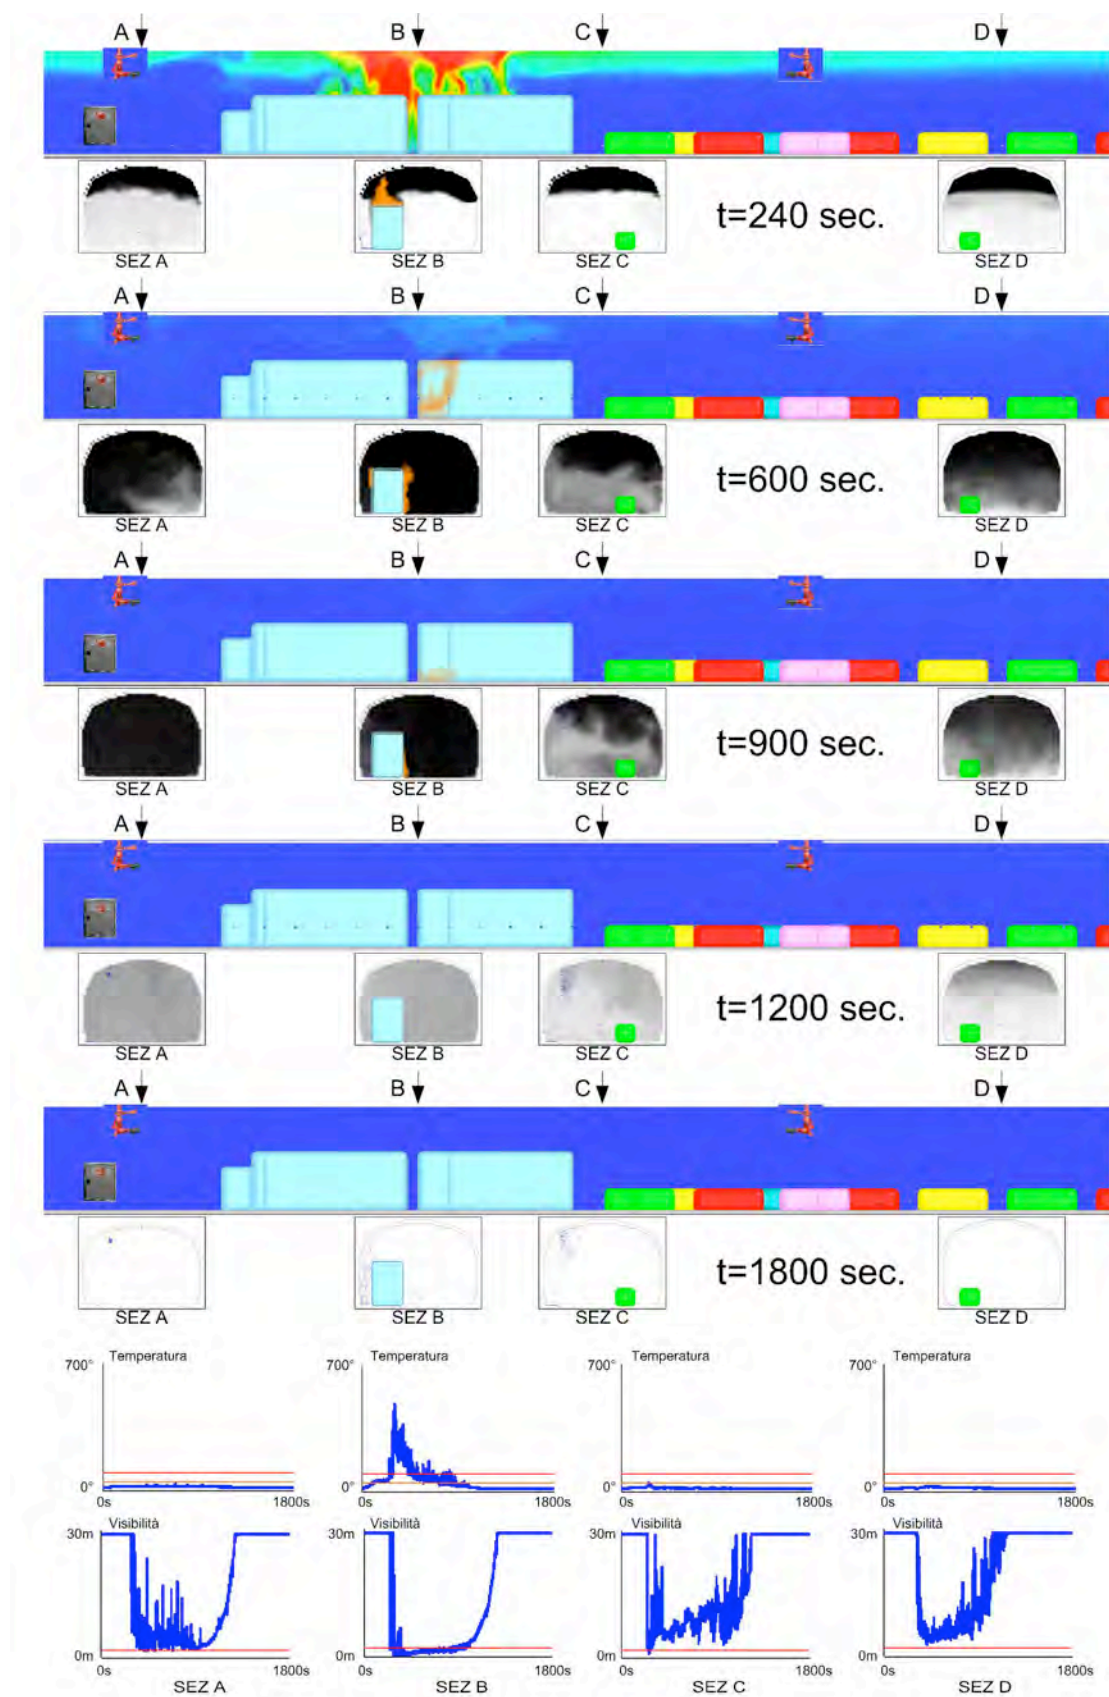 A B C D
SEZ A SEZ B SEZ C t=240 sec. SEZ D
A B C D
SEZ A SEZ B SEZ C t=600 sec. SEZ D
A B C D
SEZ A SEZ B SEZ C t=900 sec. SEZ D
A B C D
SEZ A SEZ B SEZ C t=1200 sec. SEZ D
A B C D
SEZ A SEZ B SEZ C t=1800 sec. SEZ D
Temperatura Temperatura Temperatura Temperatura
700° 700° 700° 700°
0° 0° 0° 0°
0s 1800s 0s 1800s 0s 1800s 0s 1800s
Visibilità Visibilità Visibilità Visibilità
30m 30m 30m 30m
0m 0m 0m 0m
0s 1800s 0s 1800s 0s 1800s 0s 1800s
SEZ A SEZ B SEZ C SEZ D